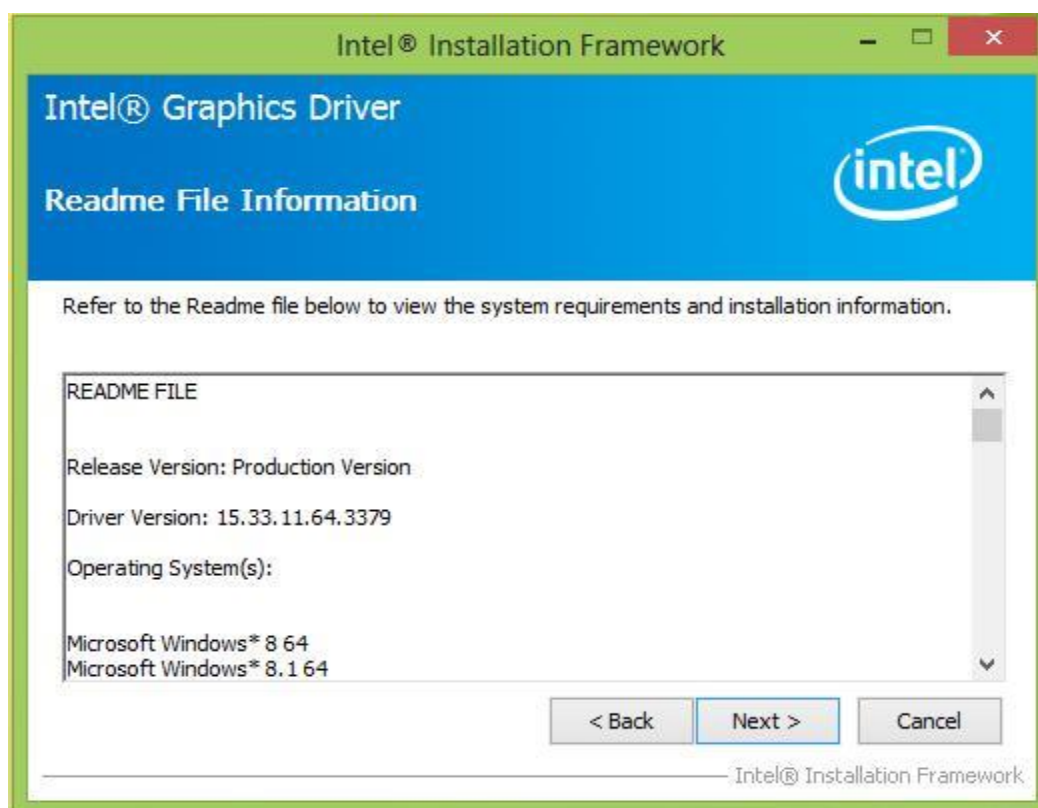 Intel® Installation Framework
Intel® Graphics Driver
intel®
Readme File Information
Refer to the Readme file below to view the system requirements and installation information.
README FILE
Release Version: Production Version
Driver Version: 15.33.11.64.3379
Operating System(s):
Microsoft Windows* 8 64
Microsoft Windows* 8.1 64
< Back
Next >
Cancel
Intel® Installation Framework